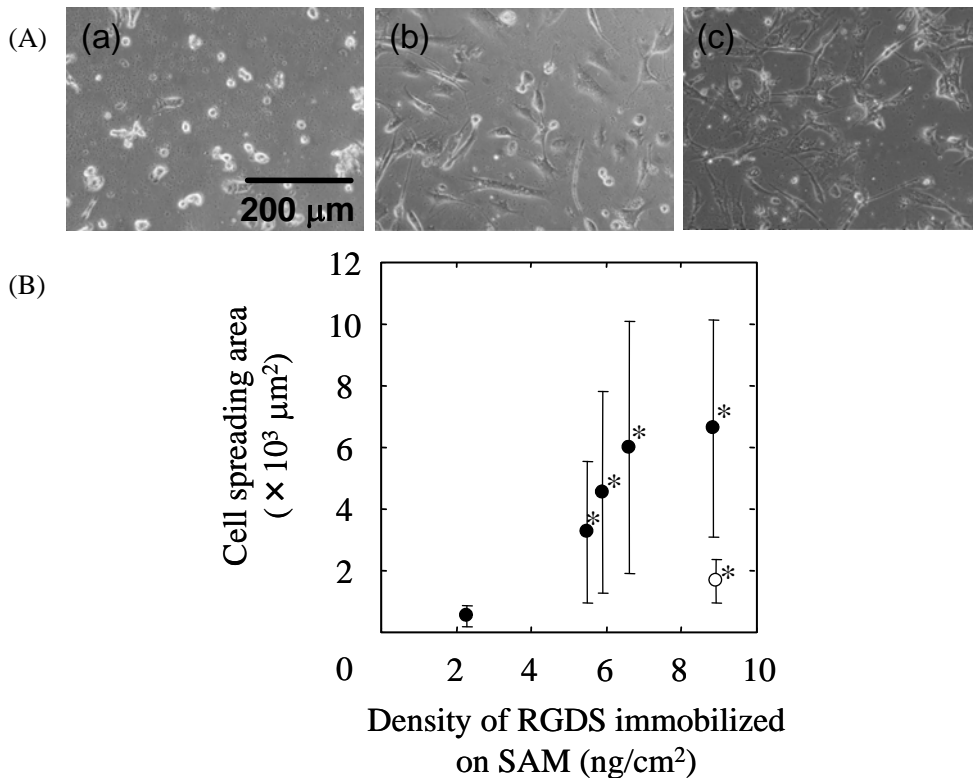 (A)
(a)
(b)
(c)
200 μm
(B)
Cell spreading area
(×10³ μm²)
12
10
8
6
4
2
0
2
4
6
8
10
*
*
*
*
*
Density of RGDS immobilized
on SAM (ng/cm²)